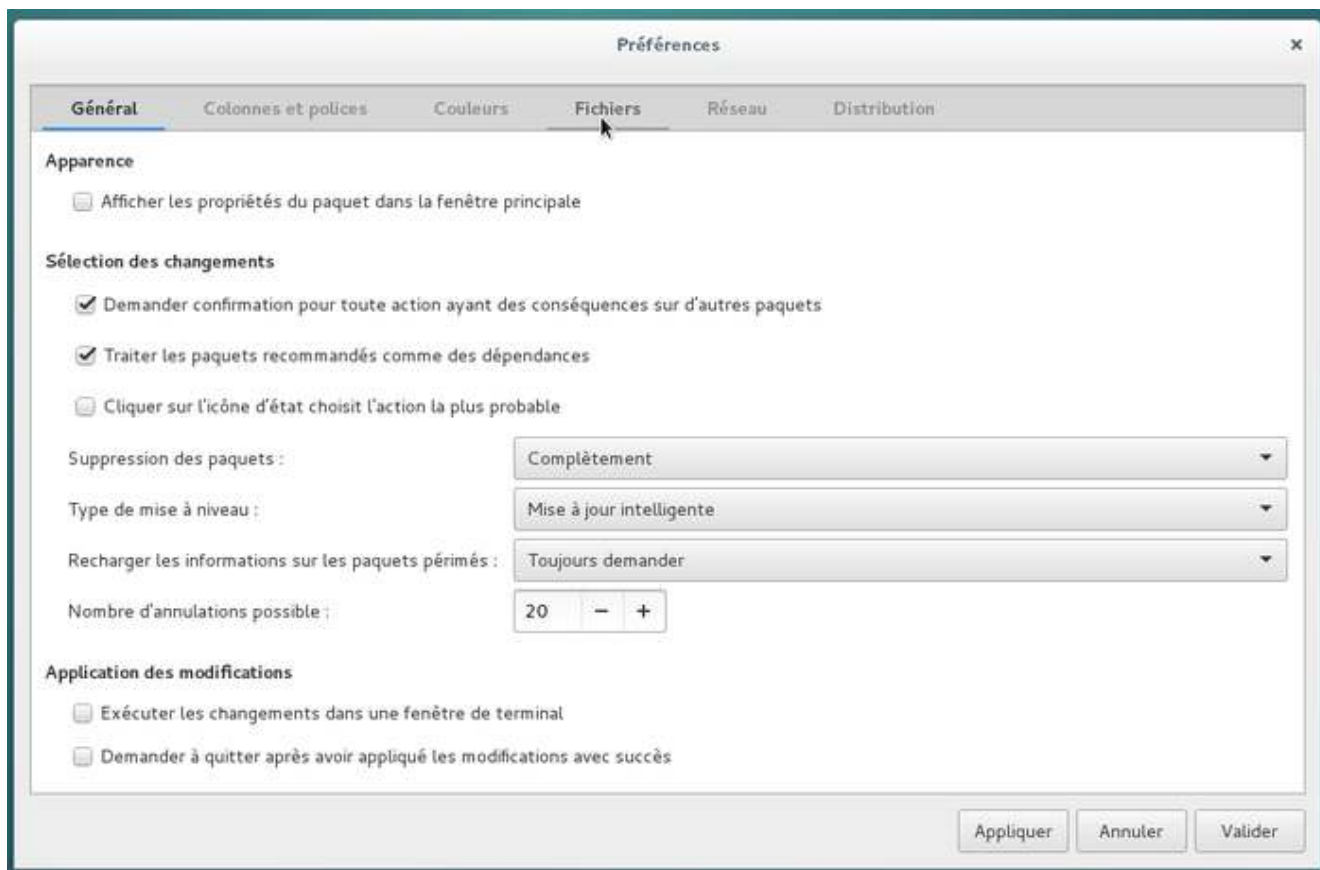 Préférences
Général Colonnes et polices Couleurs Fichiers Réseau Distribution
Apparence
Afficher les propriétés du paquet dans la fenêtre principale
Sélection des changements
Demander confirmation pour toute action ayant des conséquences sur d'autres paquets
Traiter les paquets recommandés comme des dépendances
Cliquer sur l'icône d'état choisit l'action la plus probable
Suppression des paquets : Complètement
Type de mise à niveau : Mise à jour intelligente
Recharger les informations sur les paquets périmés : Toujours demander
Nombre d'annulations possible : 20 − +
Application des modifications
Exécuter les changements dans une fenêtre de terminal
Demander à quitter après avoir appliqué les modifications avec succès
Appliquer Annuler Valider